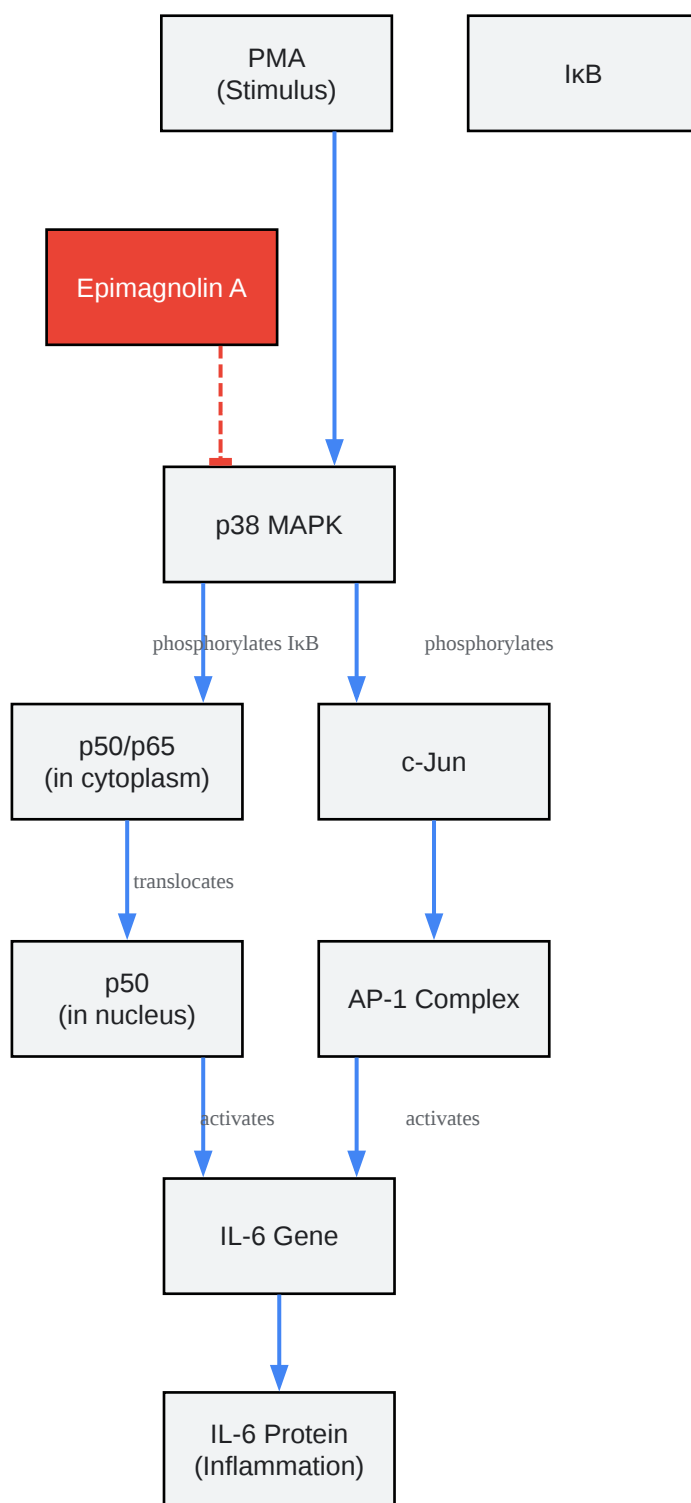 PMA
(Stimulus)
IκB
Epimagnolin A
p38 MAPK
phosphorylates IκB
phosphorylates
p50/p65
(in cytoplasm)
c-Jun
translocates
p50
(in nucleus)
AP-1 Complex
activates
activates
IL-6 Gene
IL-6 Protein
(Inflammation)